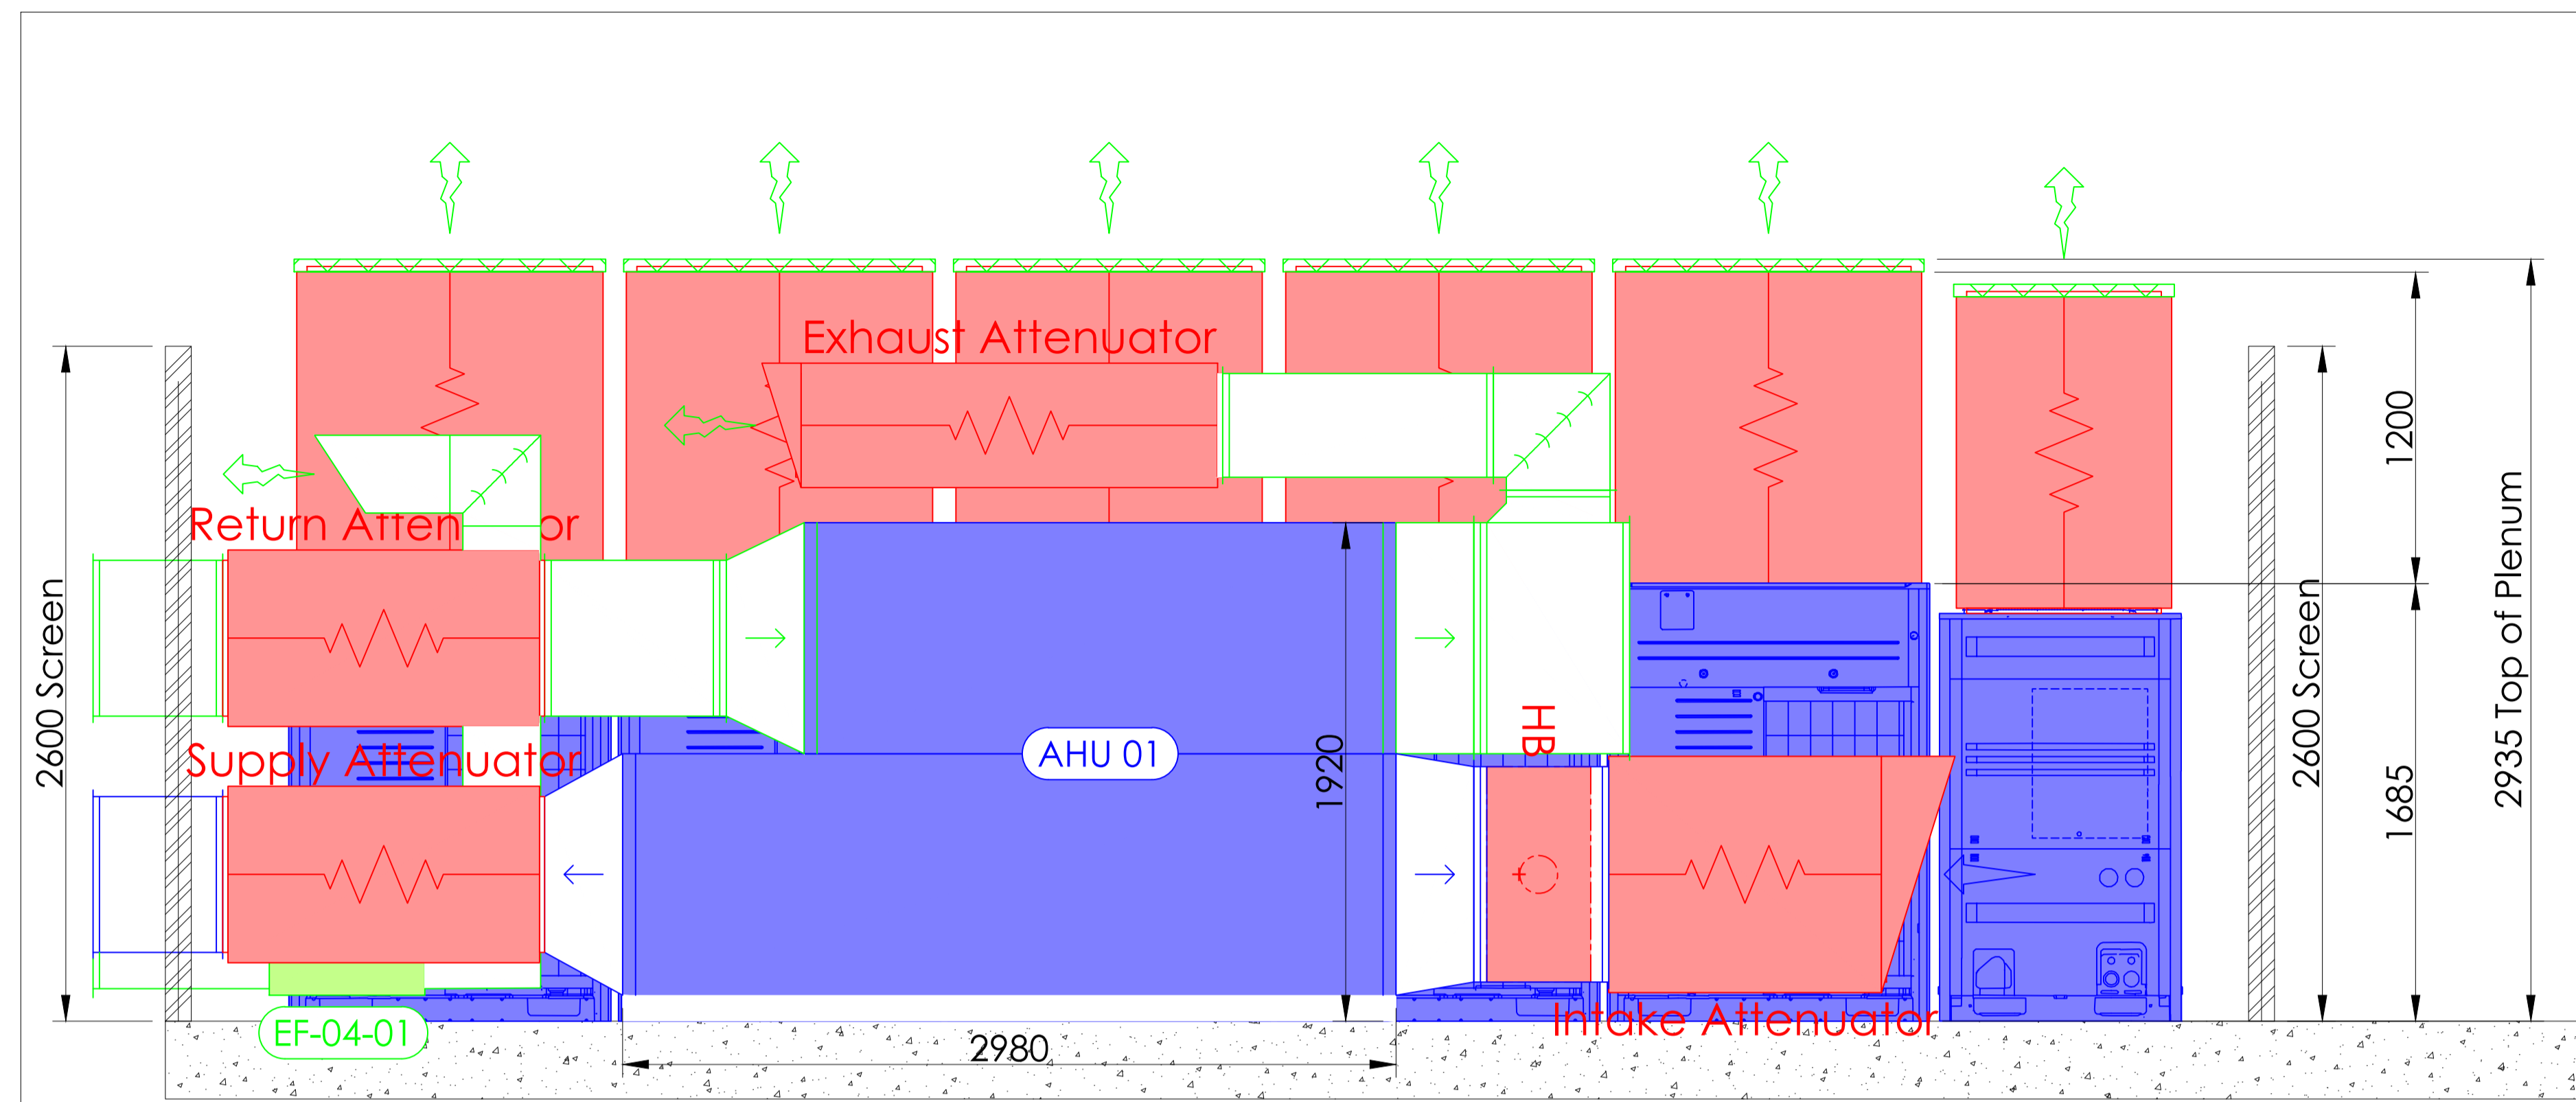 Exhaust Attenuator
1200
Return Atten or
2600 Screen
2600 Screen
2935 Top of Plenum
HB
Supply Attenuator
AHU 01
1920
1685
Intake Attenuator
EF-04-01
2980